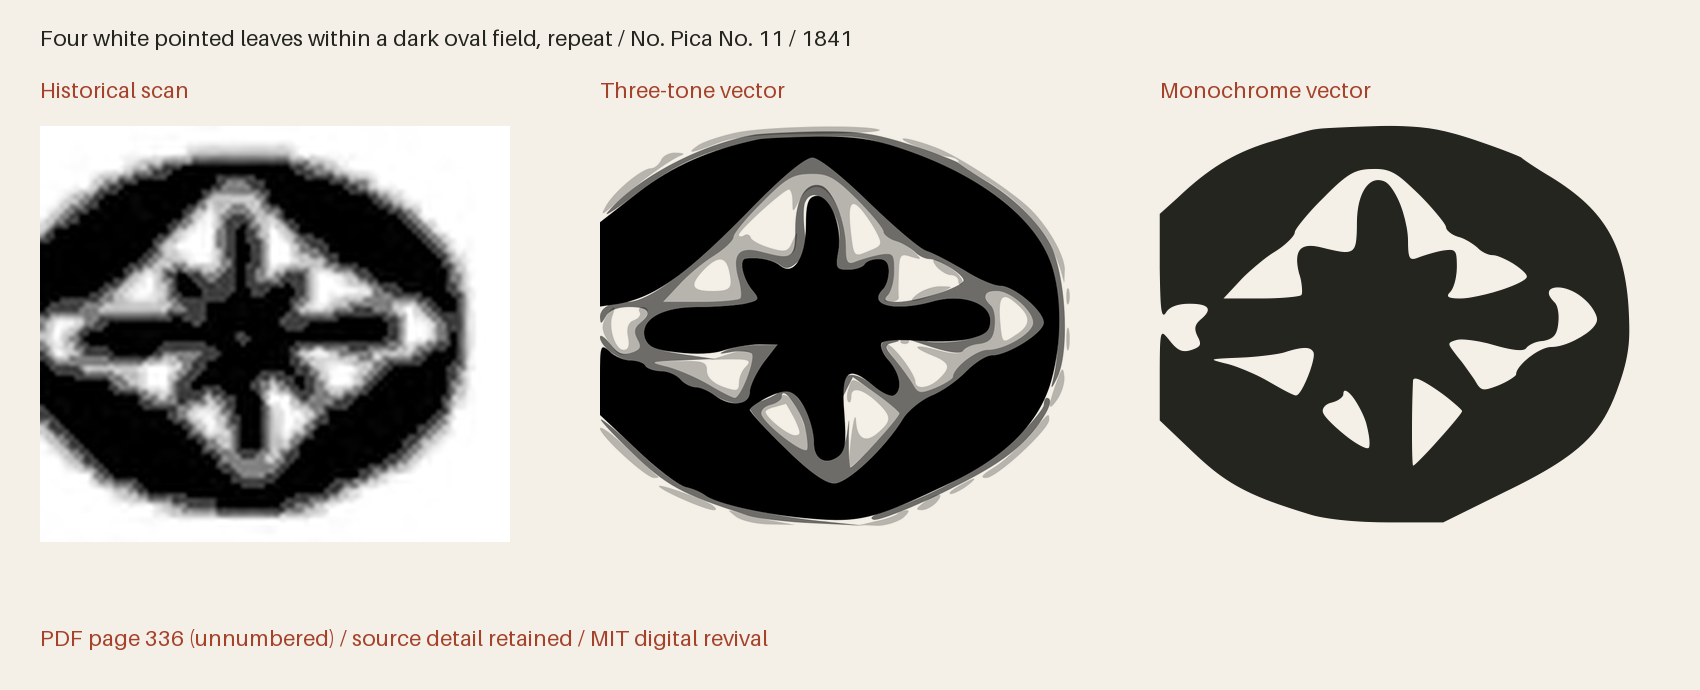 Four white pointed leaves within a dark oval field, repeat / No. Pica No. 11 / 1841
Historical scan
Three-tone vector
Monochrome vector
PDF page 336 (unnumbered) / source detail retained / MIT digital revival